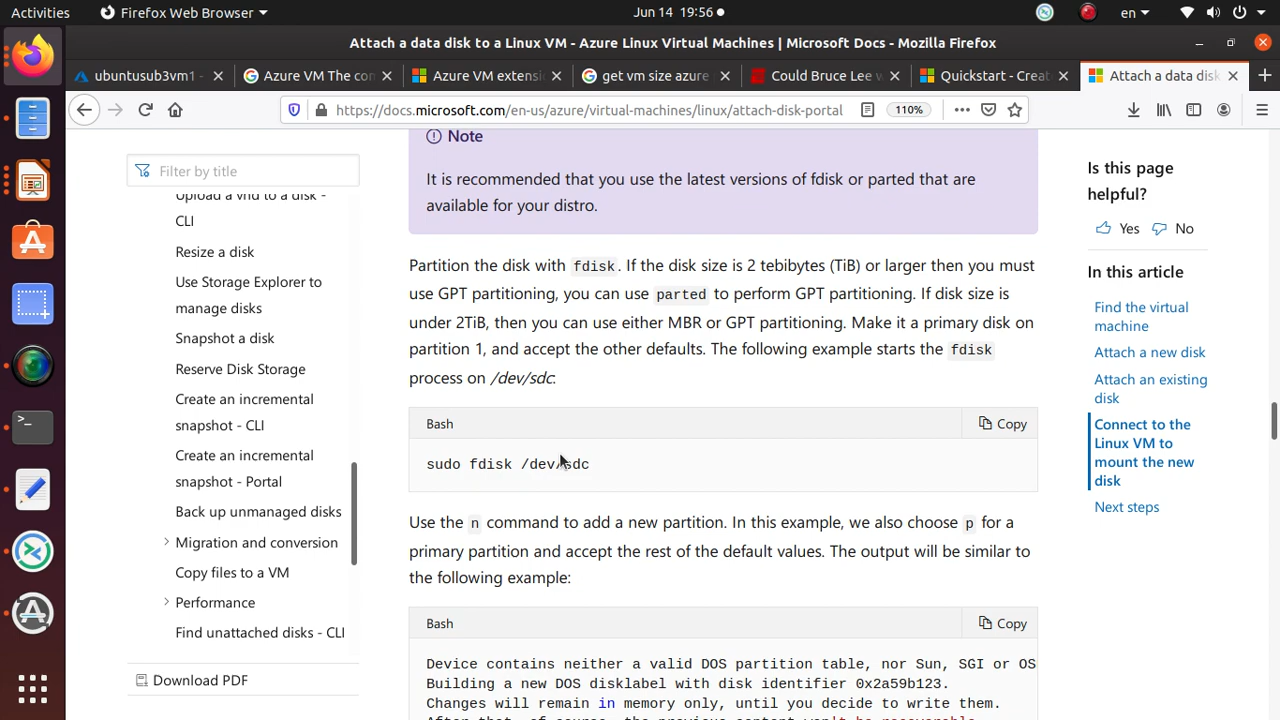 Activities
Firefox Web Browser
Jun 14 19:56
en
Attach a data disk to a Linux VM - Azure Linux Virtual Machines | Microsoft Docs - Mozilla Firefox
ubuntusub3vm1 -
Azure VM The con
Azure VM extensi
get vm size azure
Could Bruce Lee w
Quickstart - Creat
Attach a data disk
https://docs.microsoft.com/en-us/azure/virtual-machines/linux/attach-disk-portal
110%
Filter by title
Upload a vhd to a disk -
CLI
Resize a disk
Use Storage Explorer to
manage disks
Snapshot a disk
Reserve Disk Storage
Create an incremental
snapshot - CLI
Create an incremental
snapshot - Portal
Back up unmanaged disks
Migration and conversion
Copy files to a VM
Performance
Find unattached disks - CLI
Download PDF
Note
It is recommended that you use the latest versions of fdisk or parted that are
available for your distro.
Partition the disk with fdisk. If the disk size is 2 tebibytes (TiB) or larger then you must
use GPT partitioning, you can use parted to perform GPT partitioning. If disk size is
under 2TiB, then you can use either MBR or GPT partitioning. Make it a primary disk on
partition 1, and accept the other defaults. The following example starts the fdisk
process on /dev/sdc:
Bash
Copy
sudo fdisk /dev/sdc
Use the n command to add a new partition. In this example, we also choose p for a
primary partition and accept the rest of the default values. The output will be similar to
the following example:
Bash
Copy
Device contains neither a valid DOS partition table, nor Sun, SGI or OS
Building a new DOS disklabel with disk identifier 0x2a59b123.
Changes will remain in memory only, until you decide to write them.
After that, of course, the previous content won't be recoverable.
Is this page
helpful?
Yes
No
In this article
Find the virtual
machine
Attach a new disk
Attach an existing
disk
Connect to the
Linux VM to
mount the new
disk
Next steps